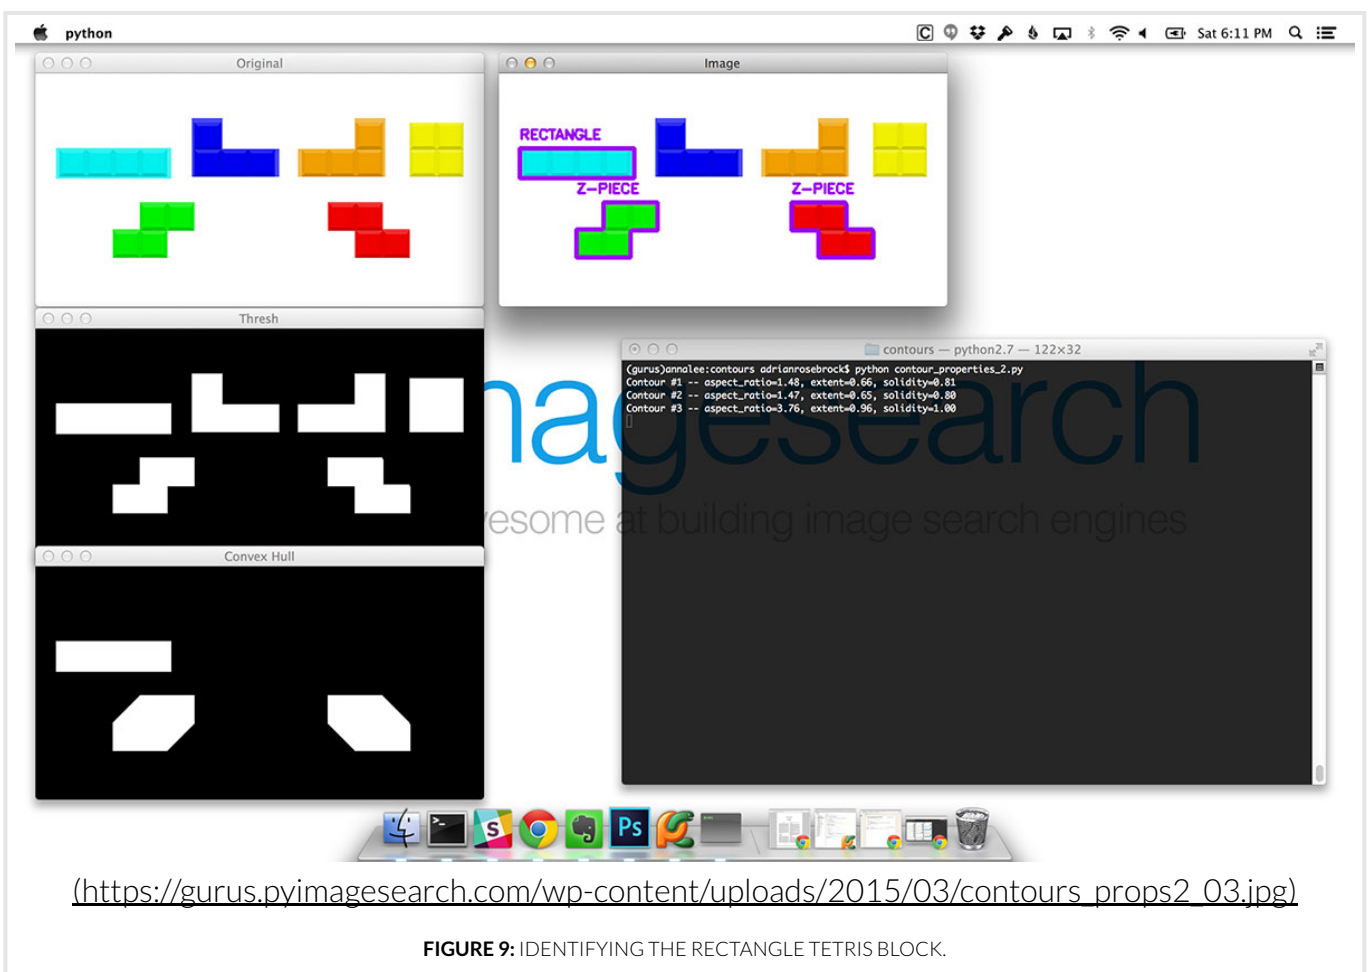 python
Sat 6:11 PM
Original
Image
RECTANGLE
Z-PIECE
Z-PIECE
Thresh
contours — python2.7 — 122×32
(gurus)annalee:contours adrianrosebrock$ python contour_properties_2.py
Contour #1 -- aspect_ratio=1.48, extent=0.66, solidity=0.81
Contour #2 -- aspect_ratio=1.47, extent=0.65, solidity=0.80
Contour #3 -- aspect_ratio=3.76, extent=0.96, solidity=1.00
magesearch
esome at building image search engines
Convex Hull
Ps
(https://gurus.pyimagesearch.com/wp-content/uploads/2015/03/contours_props2_03.jpg)
FIGURE 9: IDENTIFYING THE RECTANGLE TETRIS BLOCK.